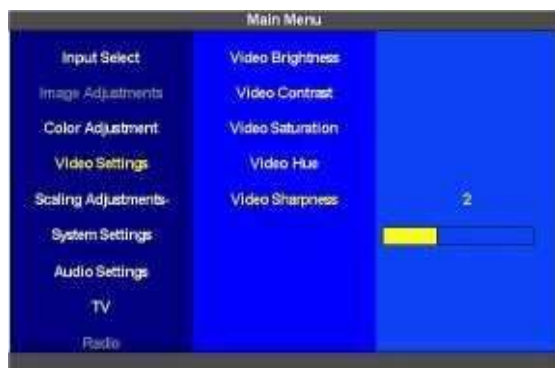 Main Menu
Input Select
Image Adjustments
Color Adjustment
Video Settings
Scaling Adjustments-
System Settings
Audio Settings
TV
Radio
Video Brightness
Video Contrast
Video Saturation
Video Hue
Video Sharpness
2